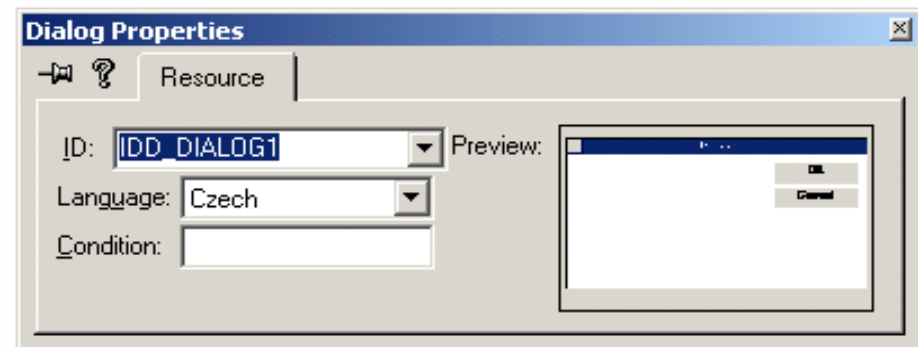 Dialog Properties
Resource
ID: IDD_DIALOG1
Preview:
Language: Czech
Condition: